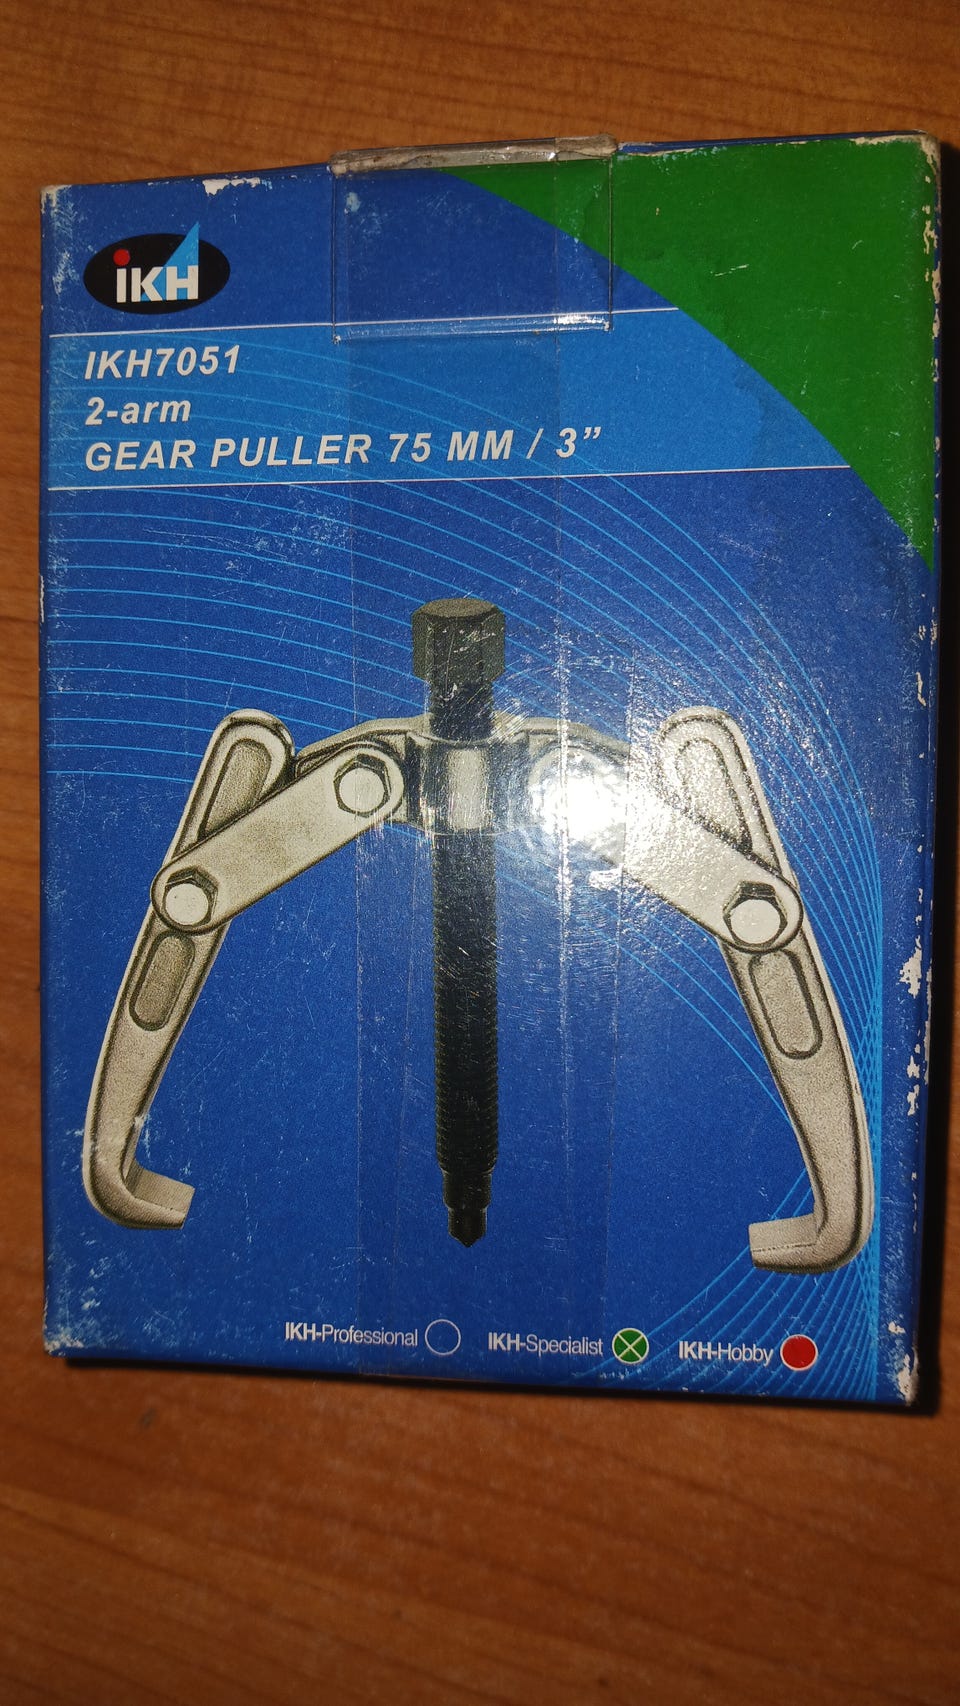 iKH
IKH7051
2-arm
GEAR PULLER 75 MM / 3”
IKH-Professional IKH-Specialist IKH-Hobby